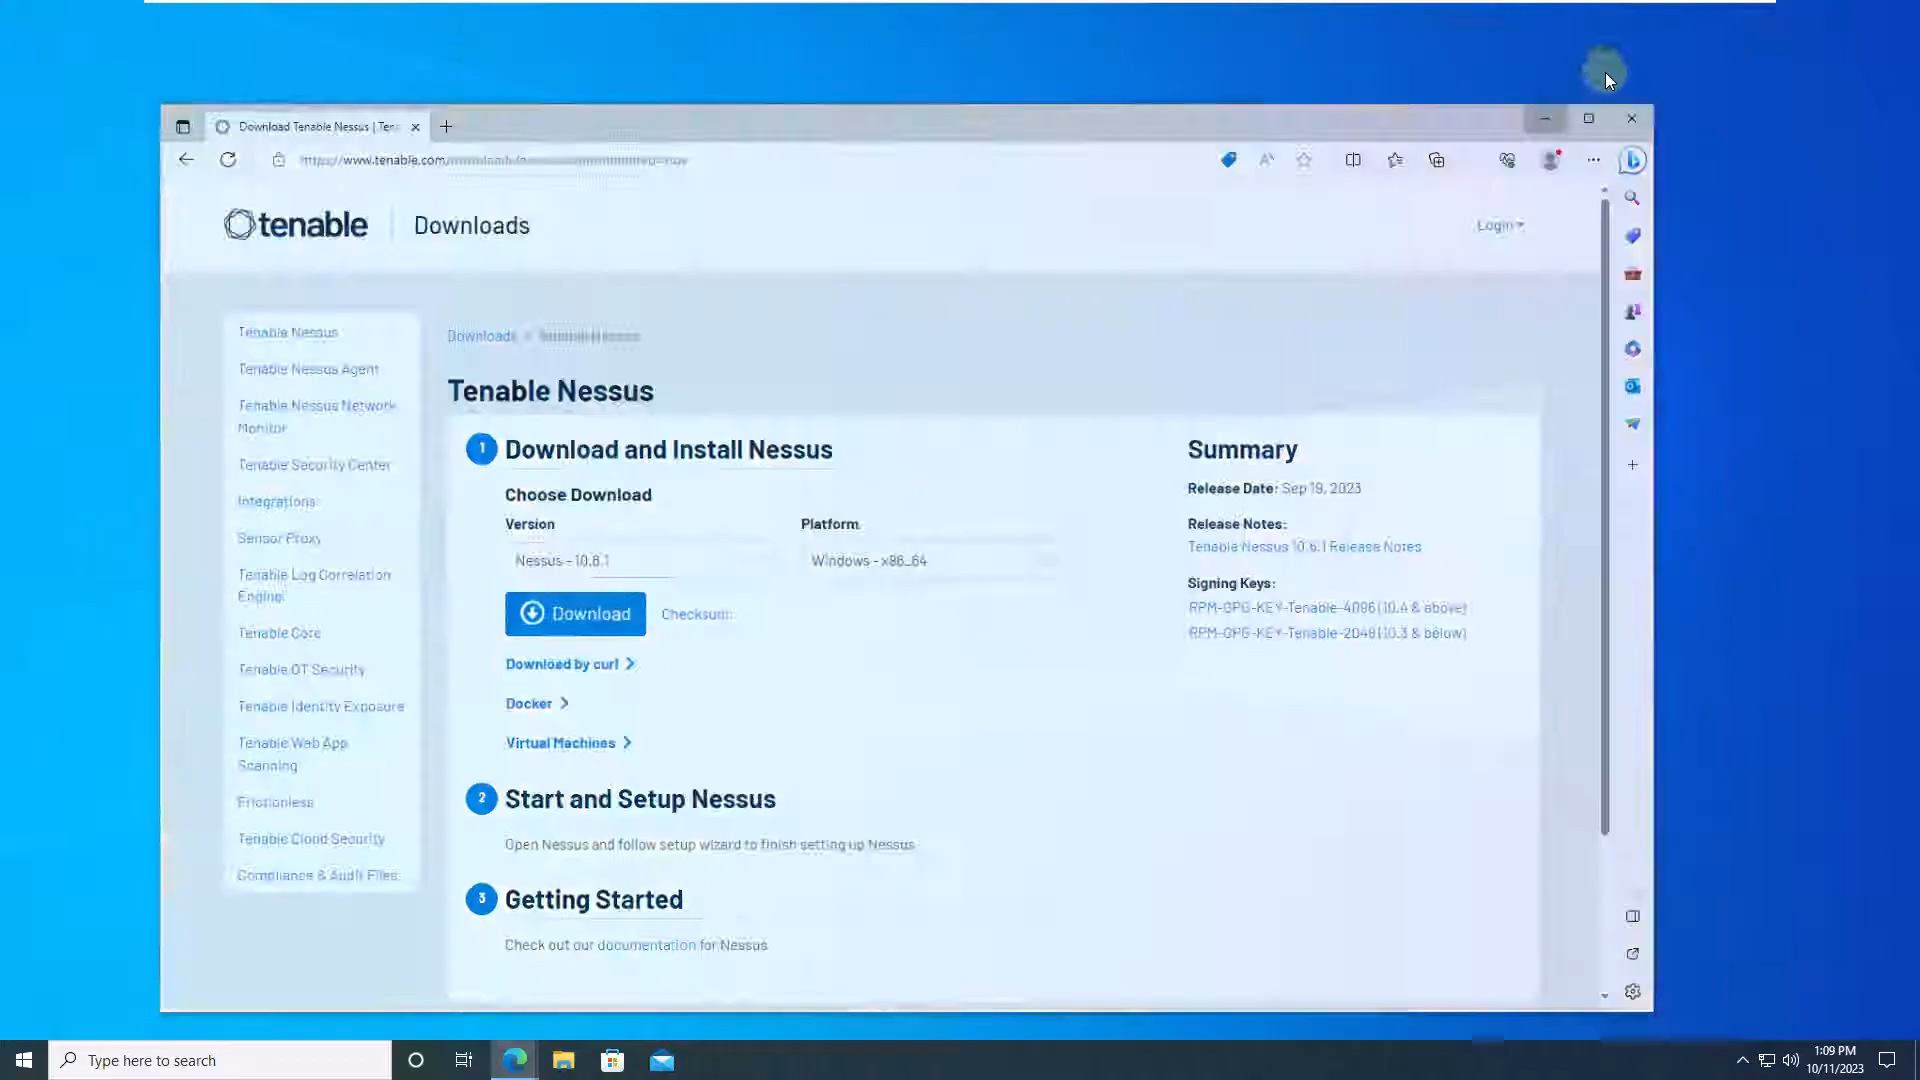 Download Tenable Nessus | Ten
https://www.tenable.com/downloads/
tenable
Downloads
Login
Tenable Nessus
Tenable Nessus Agent
Tenable Nessus Network
Monitor
Tenable Security Center
Integrations
Sensor Proxy
Tenable Log Correlation
Engine
Tenable Core
Tenable OT Security
Tenable Identity Exposure
Tenable Web App
Scanning
Frictionless
Tenable Cloud Security
Compliance & Audit Files
Downloads
Tenable Nessus
1 Download and Install Nessus
Choose Download
Version
Platform
Nessus - 10.6.1
Windows - x86_64
Download
Checksum
Download by curl
Docker
Virtual Machines
2 Start and Setup Nessus
Open Nessus and follow setup wizard to finish setting up Nessus
3 Getting Started
Check out our documentation for Nessus
Summary
Release Date: Sep 19, 2023
Release Notes:
Tenable Nessus 10.6.1 Release Notes
Signing Keys:
RPM-GPG-KEY-Tenable-4096 (10.4 & above)
RPM-GPG-KEY-Tenable-2048 (10.3 & below)
Type here to search
1:09 PM
10/11/2023